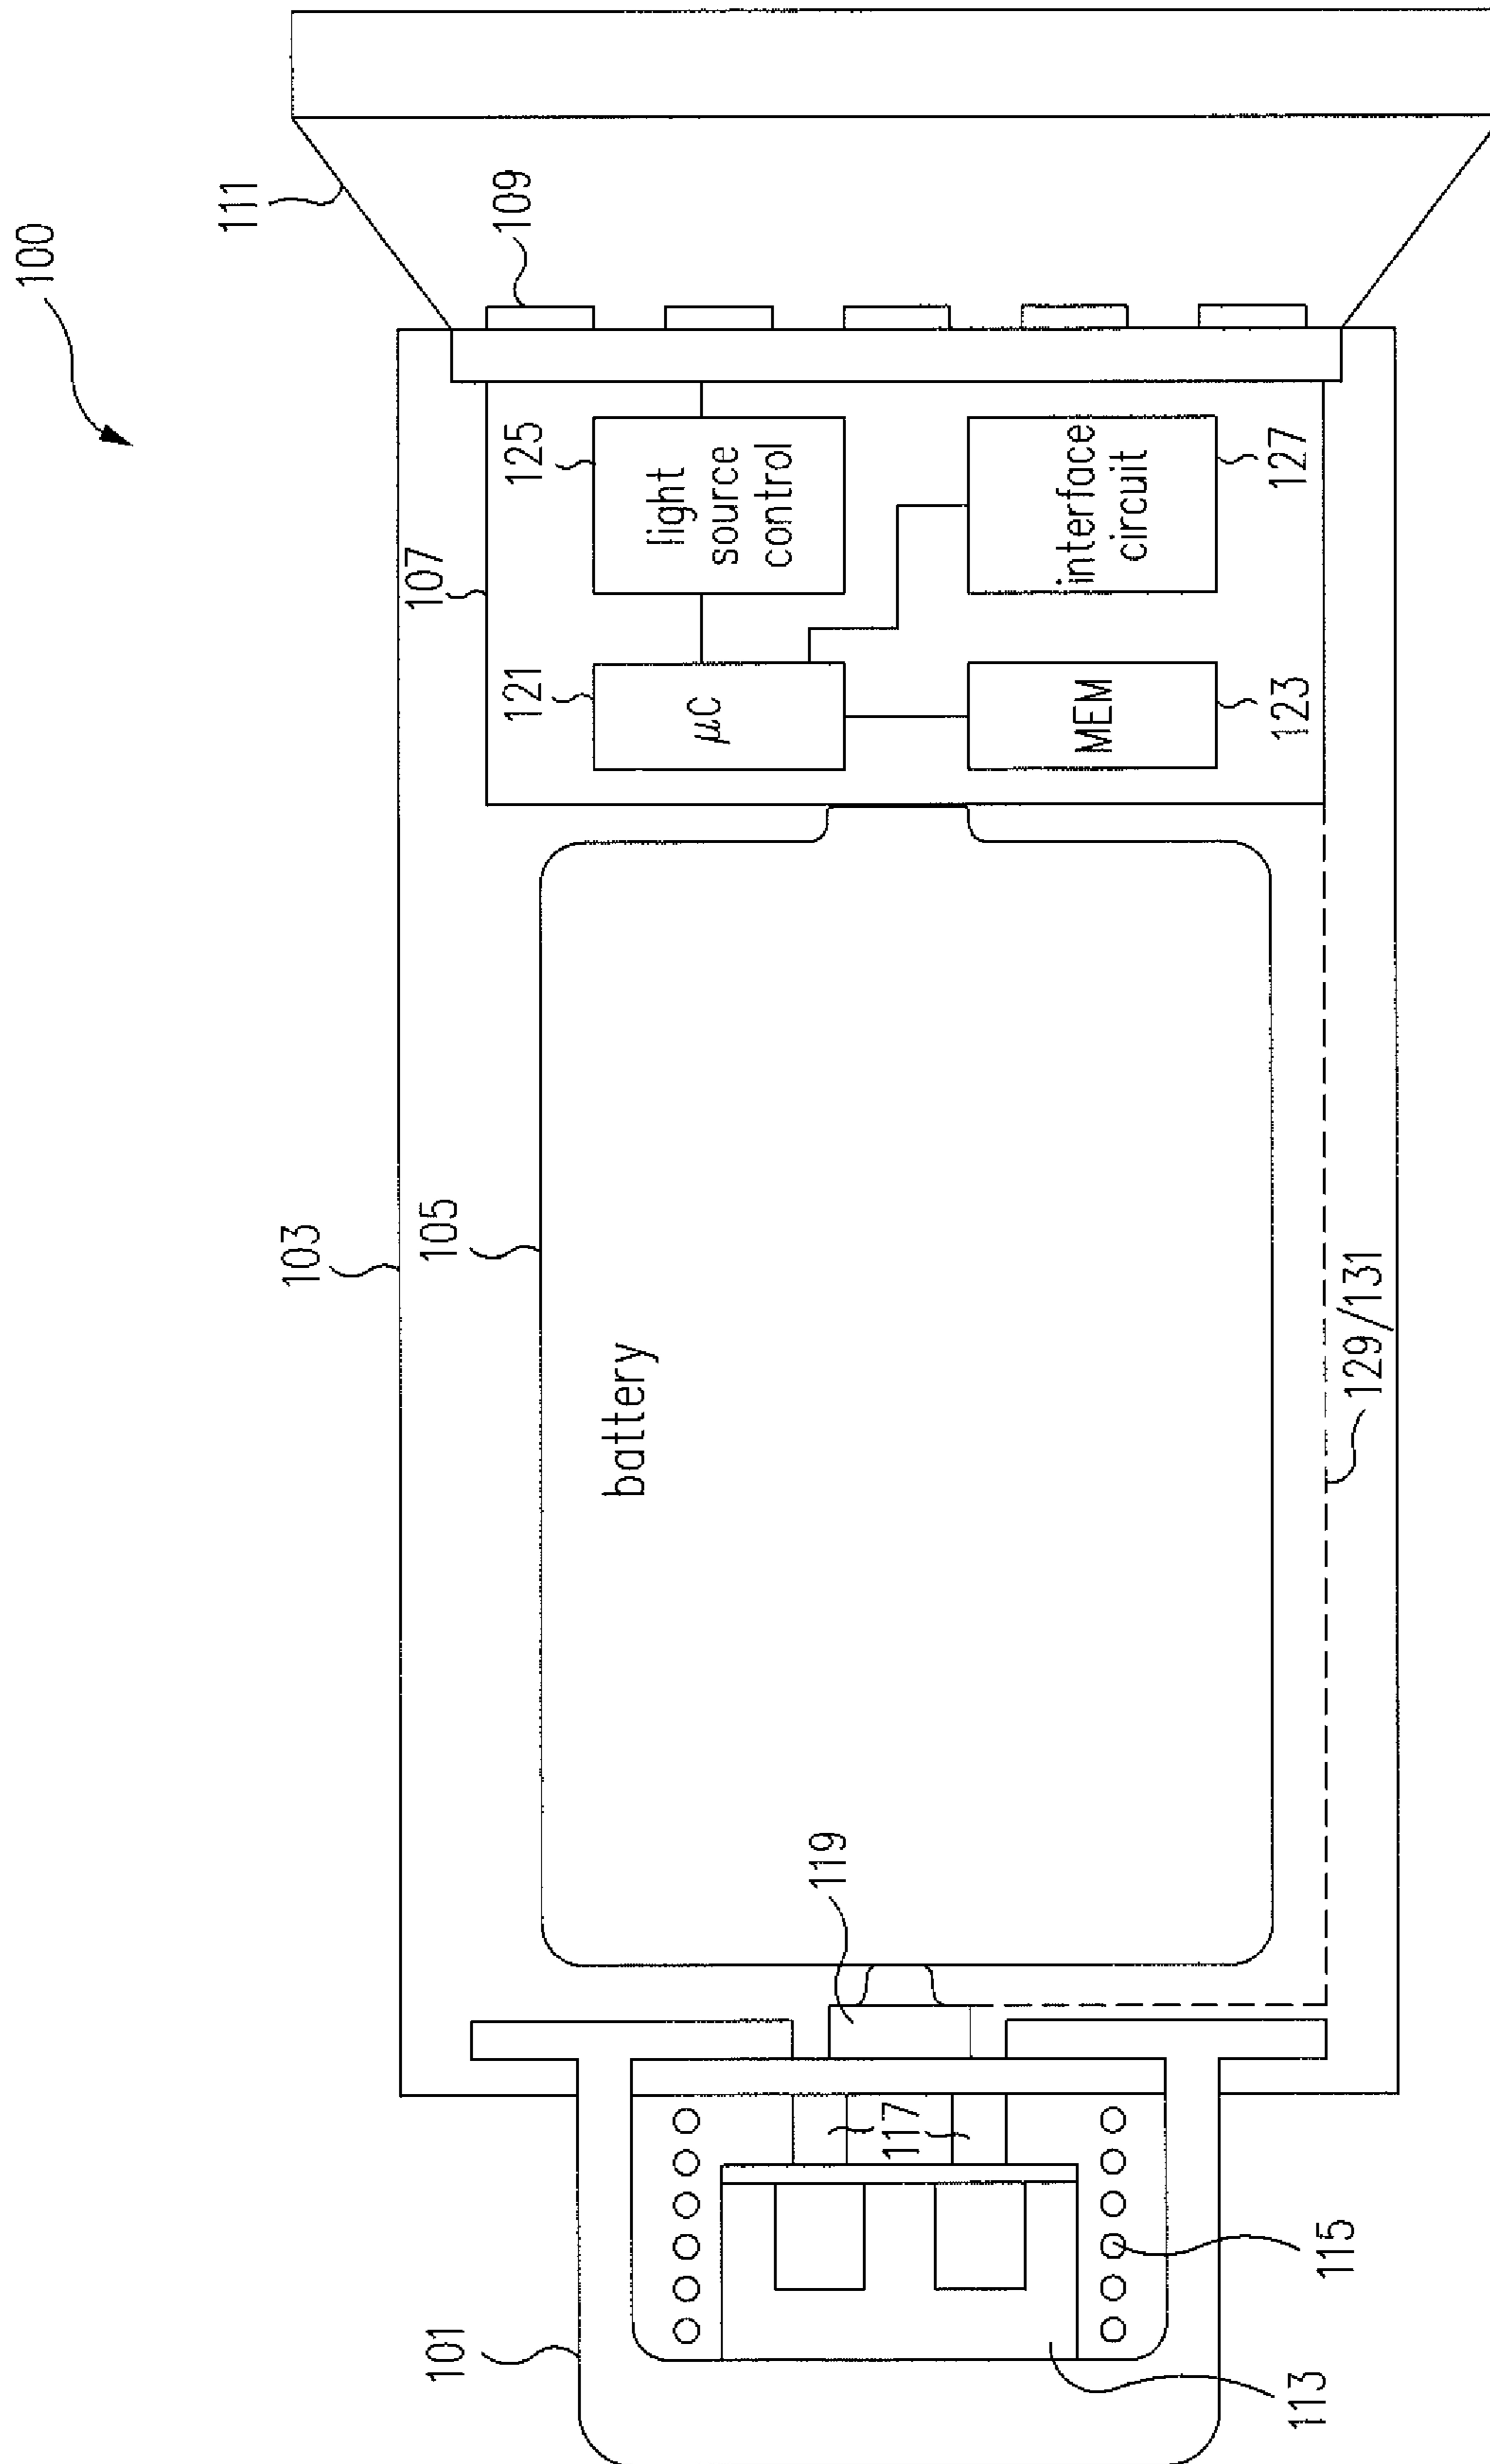 100
111
109
107
125
light
source
control
121
μC
interface
circuit
127
MEM
123
103
105
battery
129/131
119
117
101
115
113